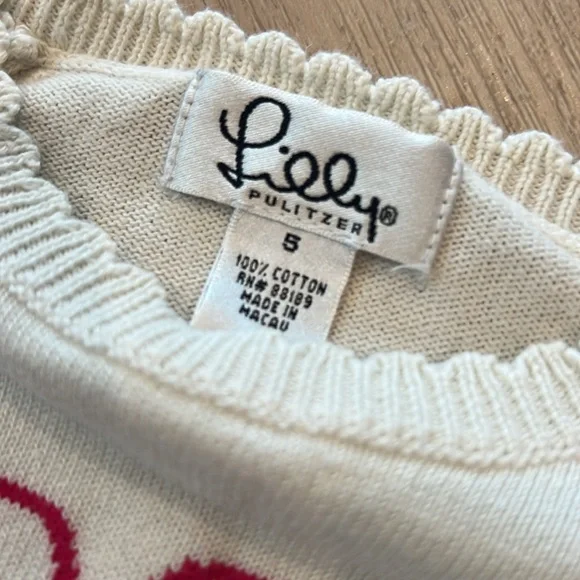 Lilly®
PULITZER
5
100% COTTON
RN# 88189
MADE IN
MACAU